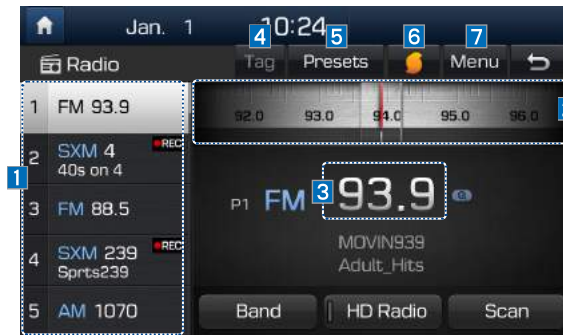 Jan. 1 10:24
4 5 6 7
Radio Tag Presets Menu
1 FM 93.9
92.0 93.0 94.0 95.0 96.0
2 SXM 4 REC
40s on 4
1
3 FM 88.5
P1 FM 3 93.9
4 SXM 239 REC
Sprts239
MOVIN939
Adult_Hits
5 AM 1070
Band HD Radio Scan